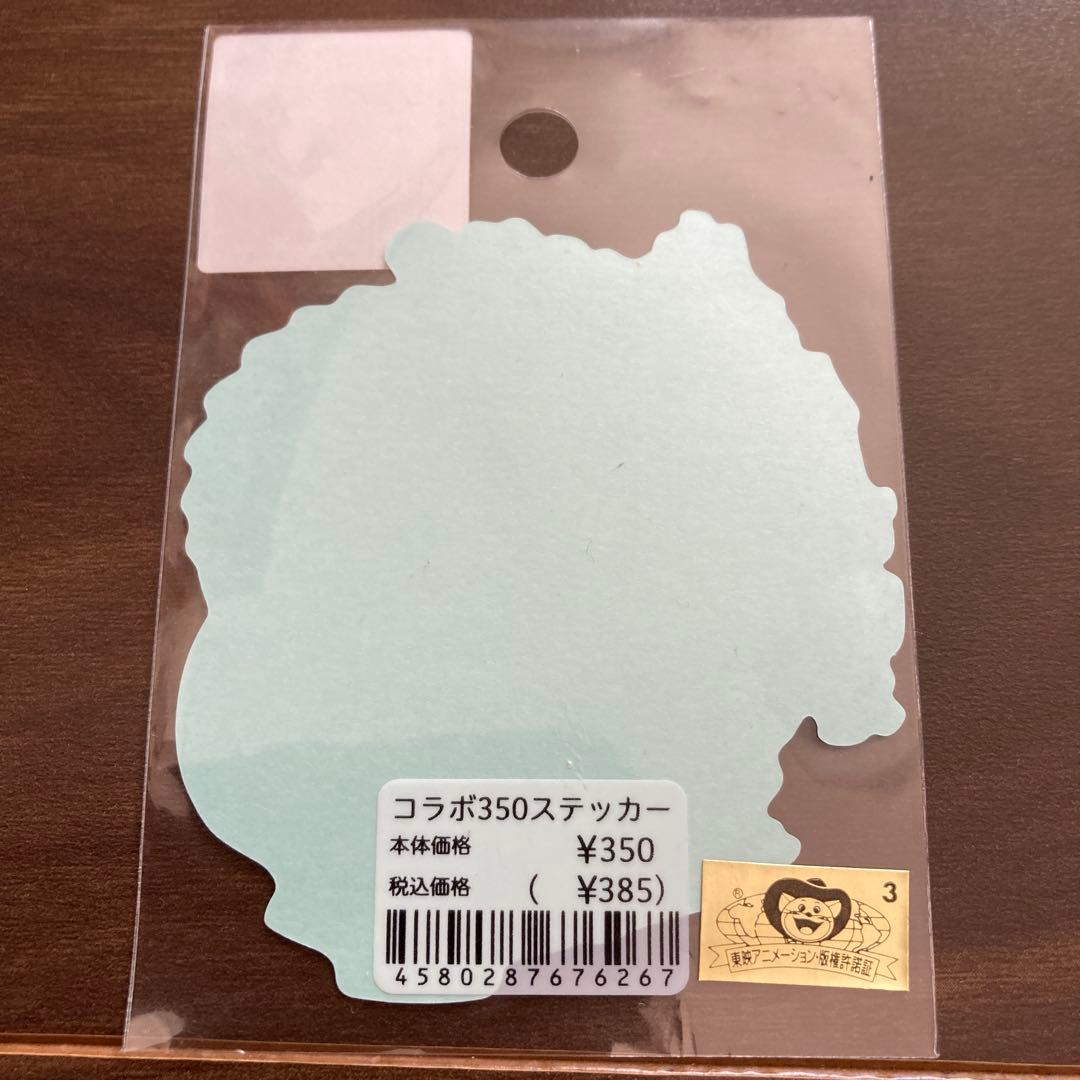 コラボ350ステッカー
本体価格 ¥350
税込価格 ( ¥385)
4580287676267
® 3
東映アニメーション・版権許諾証